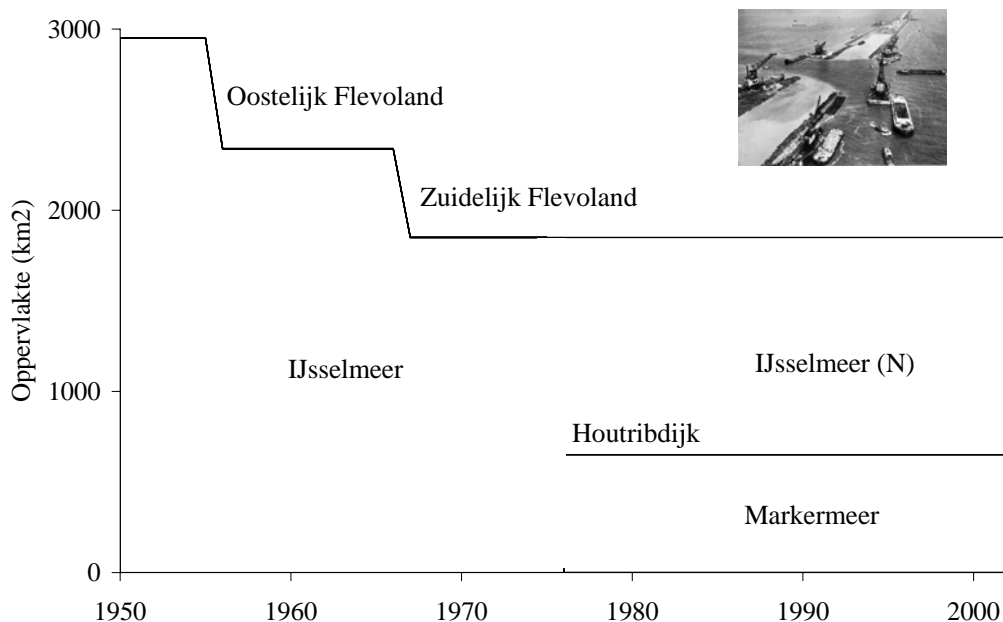 3000
Oostelijk Flevoland
Zuidelijk Flevoland
2000
Oppervlakte (km2)
IJsselmeer
IJsselmeer (N)
1000
Houtribdijk
Markermeer
0
1950 1960 1970 1980 1990 2000